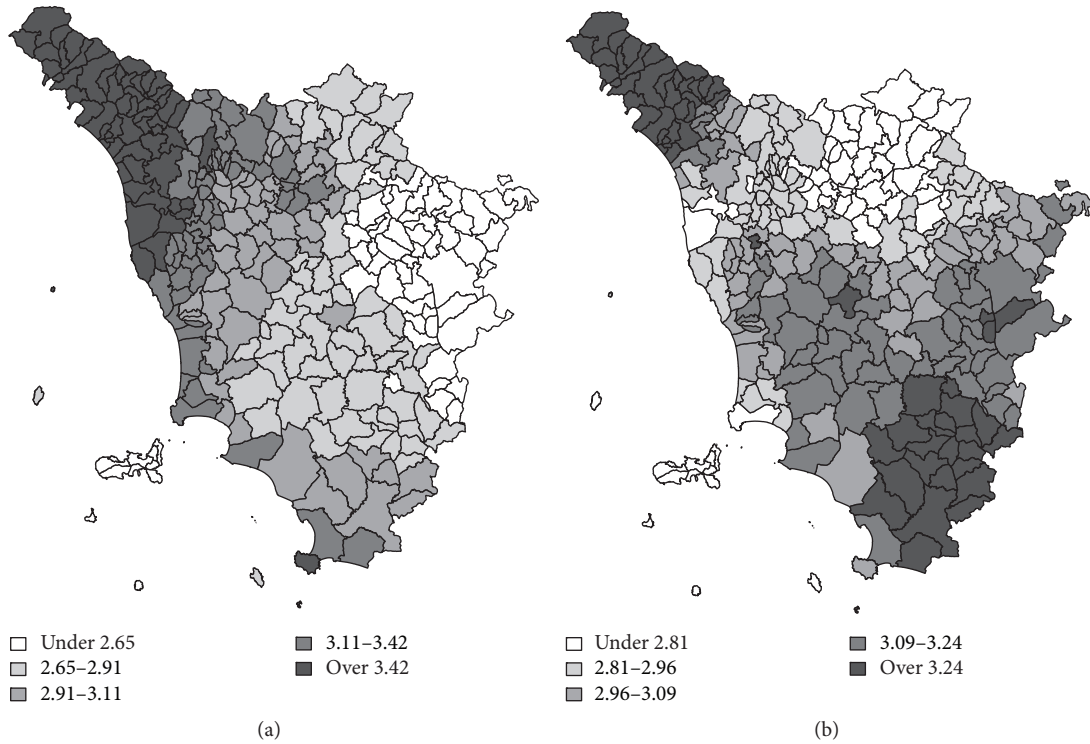 Under 2.65
2.65–2.91
2.91–3.11
3.11–3.42
Over 3.42
(a)
Under 2.81
2.81–2.96
2.96–3.09
3.09–3.24
Over 3.24
(b)